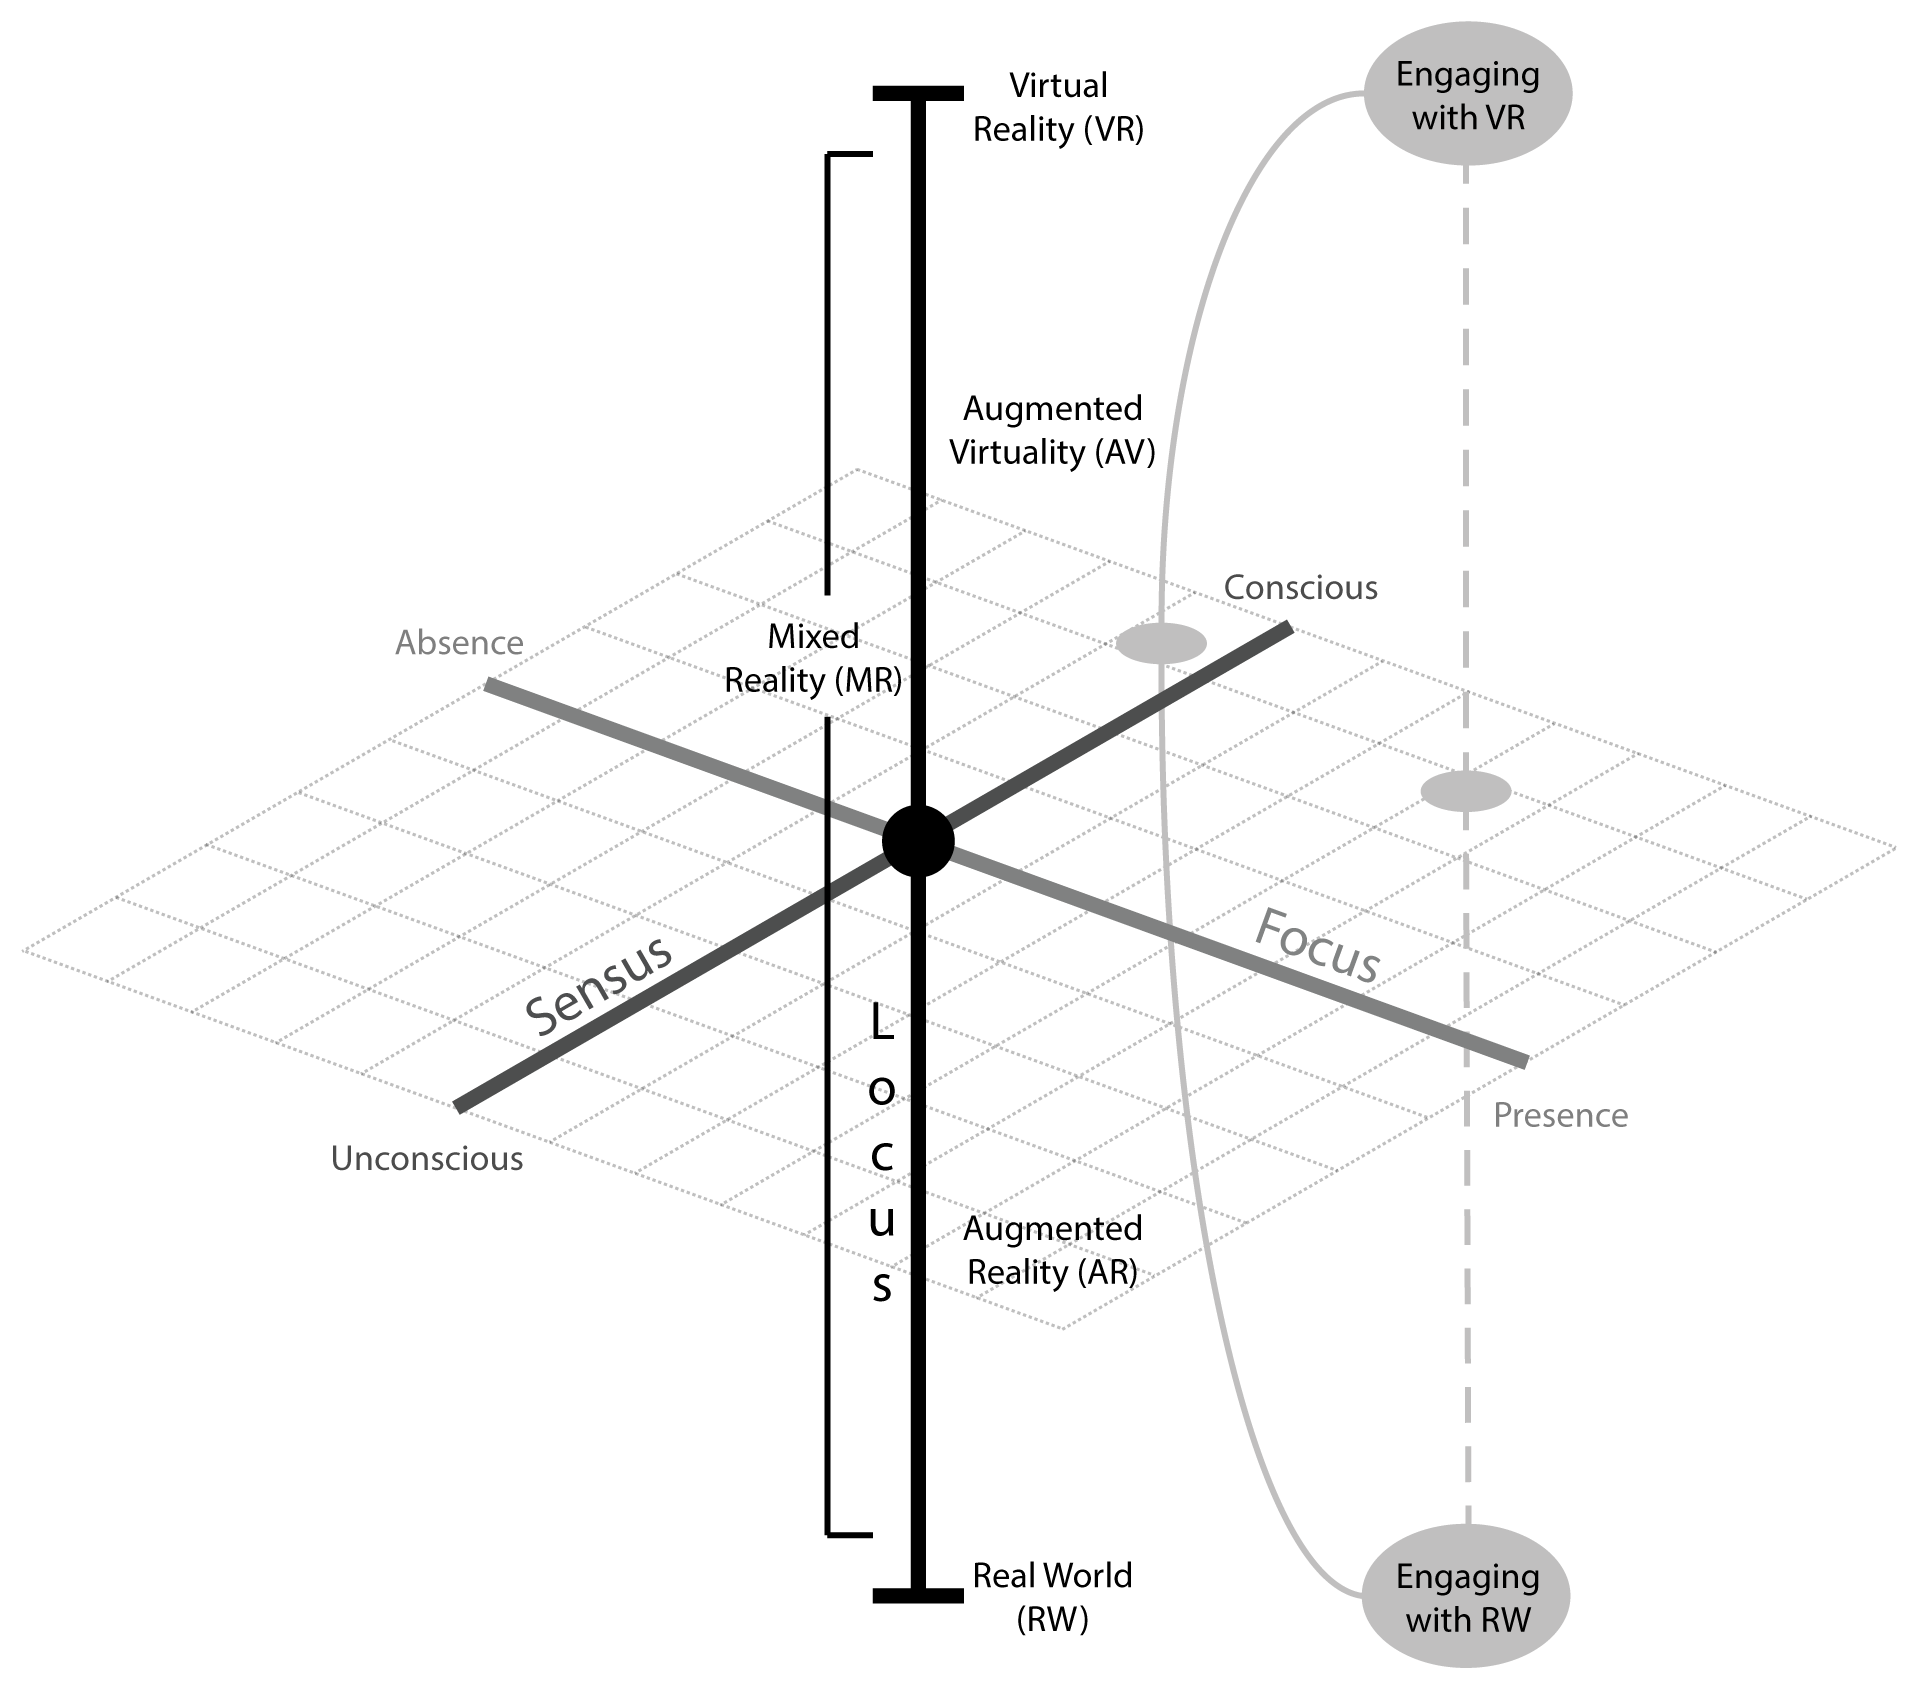 Engaging
with VR
Virtual
Reality (VR)
Augmented
Virtuality (AV)
Conscious
Absence
Mixed
Reality (MR)
Focus
Sensus
Locus
Presence
Unconscious
Augmented
Reality (AR)
Real World
(RW)
Engaging
with RW